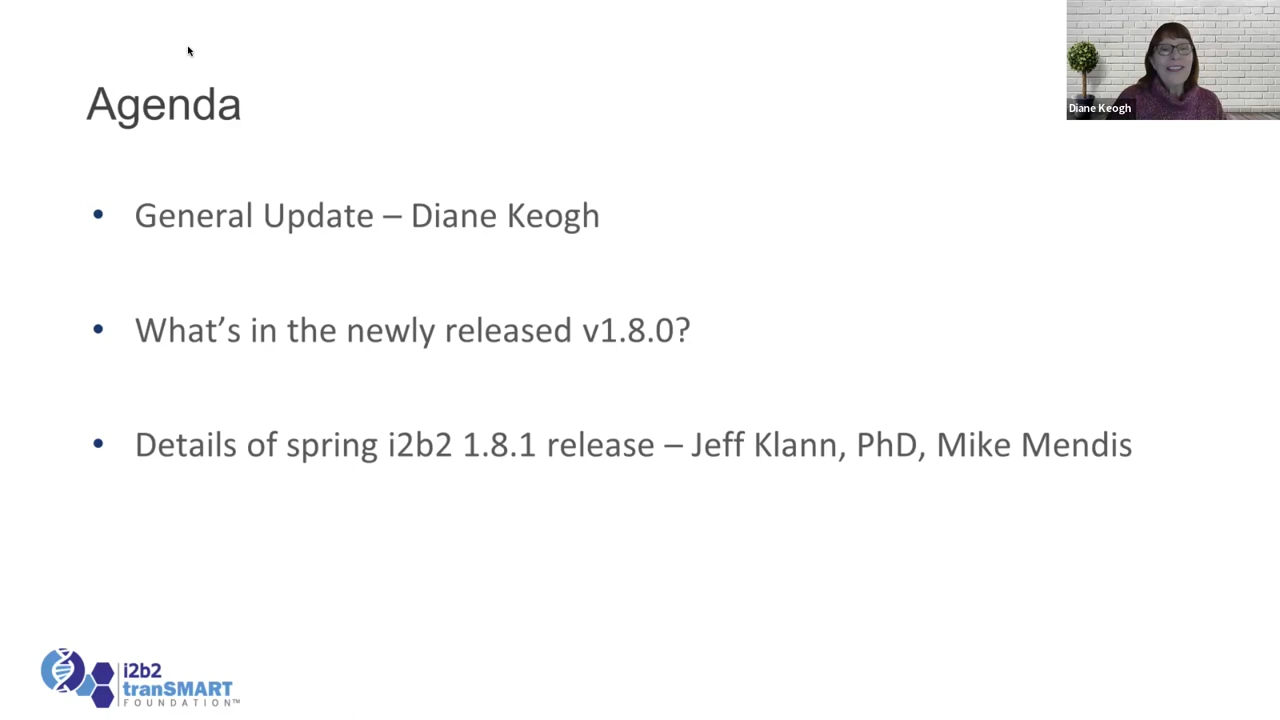 Agenda
Diane Keogh
• General Update – Diane Keogh
• What’s in the newly released v1.8.0?
• Details of spring i2b2 1.8.1 release – Jeff Klann, PhD, Mike Mendis
i2b2
tranSMART
FOUNDATION™